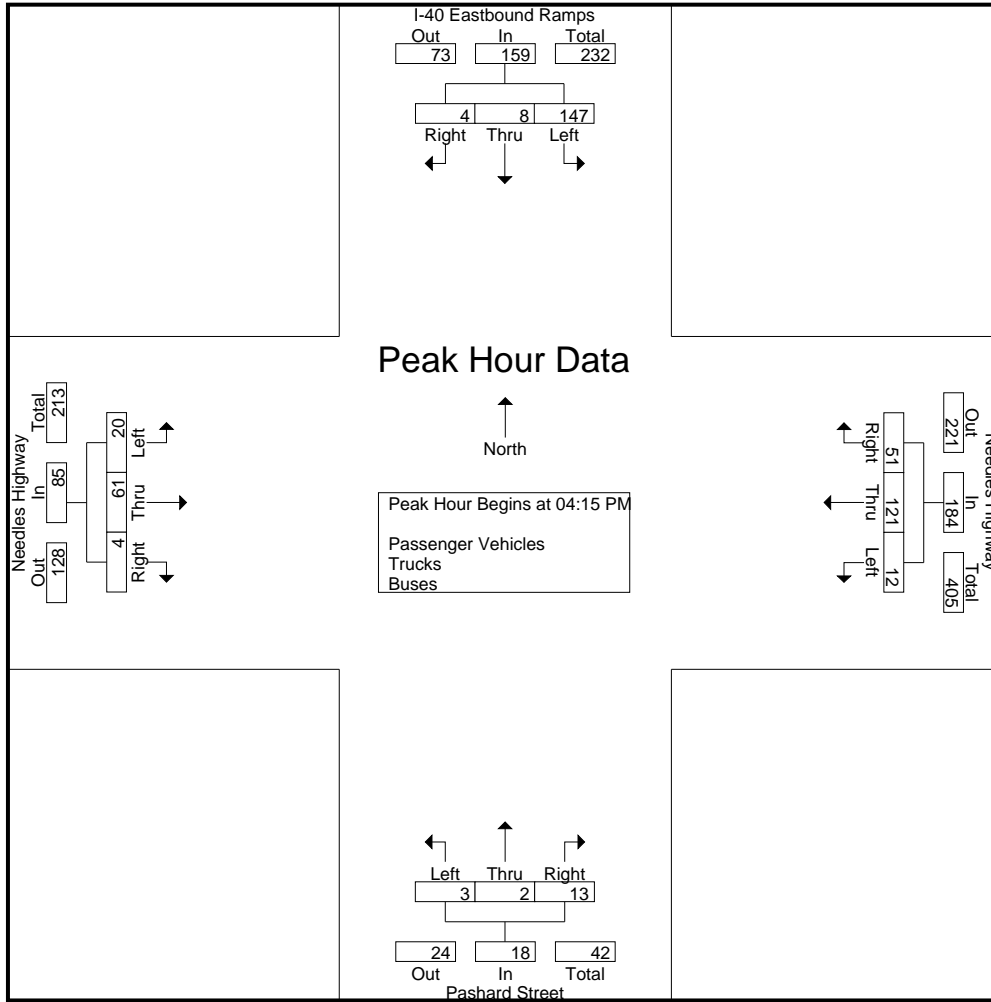 I-40 Eastbound Ramps
Out In Total
73 159 232
4 8 147
Right Thru Left
Peak Hour Data
North
Peak Hour Begins at 04:15 PM
Passenger Vehicles
Trucks
Buses
Needles Highway
Out In Total
128 85 213
Right Thru Left
4 61 20
Needles Highway
Out In Total
221 184 405
51 121 12
Right Thru Left
Left Thru Right
3 2 13
24 18 42
Out In Total
Pashard Street